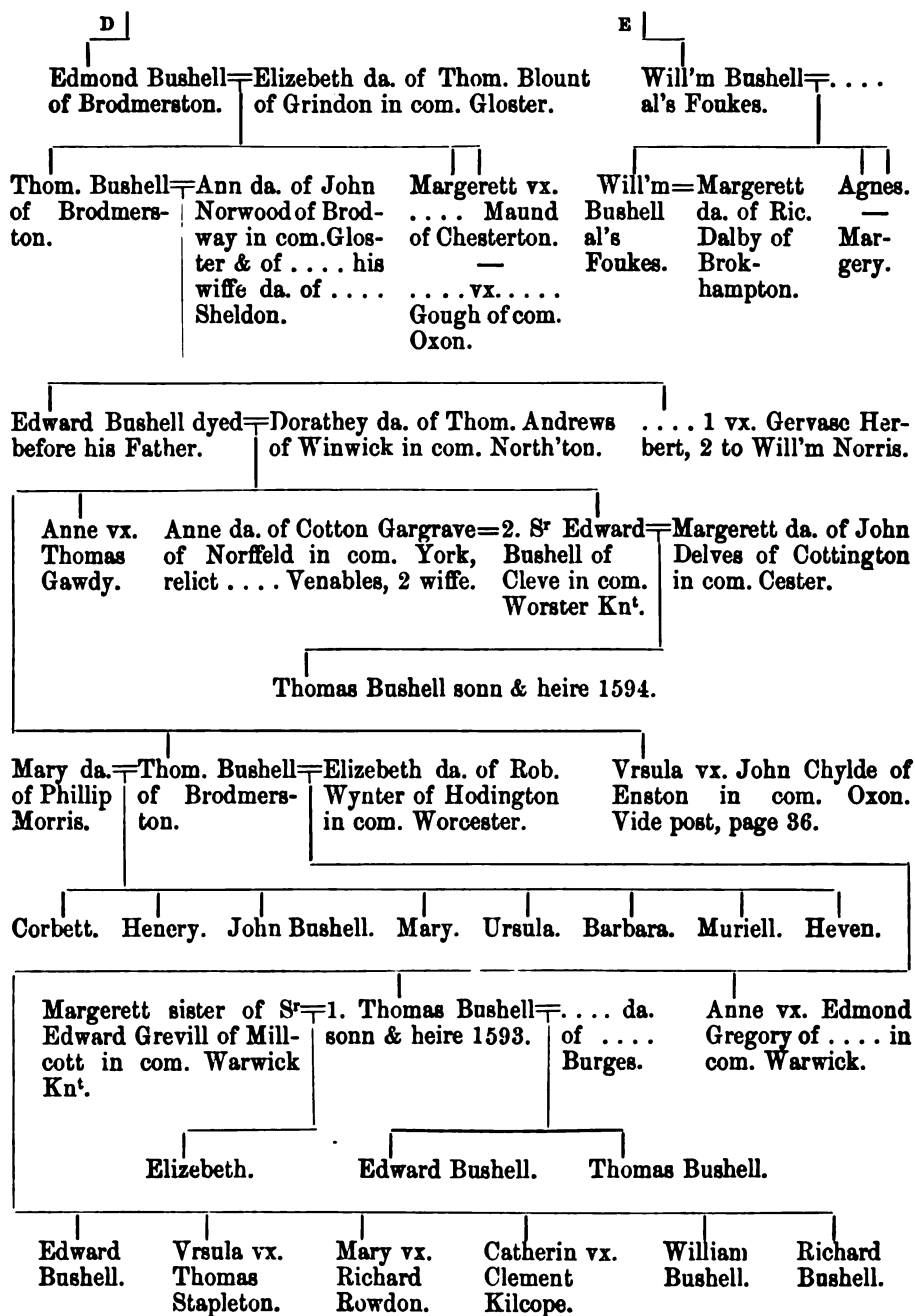 D E
Edmond Bushell=Elizebeth da. of Thom. Blount
of Brodmerston. of Grindon in com. Gloster.
Will'm Bushell=. . . .
al's Foukes.
Thom. Bushell=Ann da. of John
of Brodmers- Norwood of Brod-
ton. way in com. Glos-
ter & of . . . . his
wiffe da. of . . . .
Sheldon.
Margerett vx.
. . . . Maund
of Chesterton.
—
. . . . vx. . . . .
Gough of com.
Oxon.
Will'm=Margerett
Bushell da. of Ric.
al's Dalby of
Foukes. Brok-
hampton.
Agnes.
—
Mar-
gery.
Edward Bushell dyed=Dorathey da. of Thom. Andrews
before his Father. of Winwick in com. North'ton.
. . . . 1 vx. Gervase Her-
bert, 2 to Will'm Norris.
Anne vx.
Thomas
Gawdy.
Anne da. of Cotton Gargrave=2. Sr Edward=Margerett da. of John
of Norffeld in com. York, Bushell of Delves of Cottington
relict . . . . Venables, 2 wiffe. Cleve in com. in com. Cester.
Worster Knt.
Thomas Bushell sonn & heire 1594.
Mary da.=Thom. Bushell=Elizebeth da. of Rob.
of Phillip of Brodmers- Wynter of Hodington
Morris. ton. in com. Worcester.
Vrsula vx. John Chylde of
Enston in com. Oxon.
Vide post, page 36.
Corbett. Henery. John Bushell. Mary. Ursula. Barbara. Muriell. Heven.
Margerett sister of Sr=1. Thomas Bushell=. . . . da.
Edward Grevill of Mill- sonn & heire 1593. of . . . .
cott in com. Warwick Burges.
Knt.
Anne vx. Edmond
Gregory of . . . . in
com. Warwick.
Elizebeth. Edward Bushell. Thomas Bushell.
Edward
Bushell.
Vrsula vx.
Thomas
Stapleton.
Mary vx.
Richard
Rowdon.
Catherin vx.
Clement
Kilcope.
William
Bushell.
Richard
Bushell.